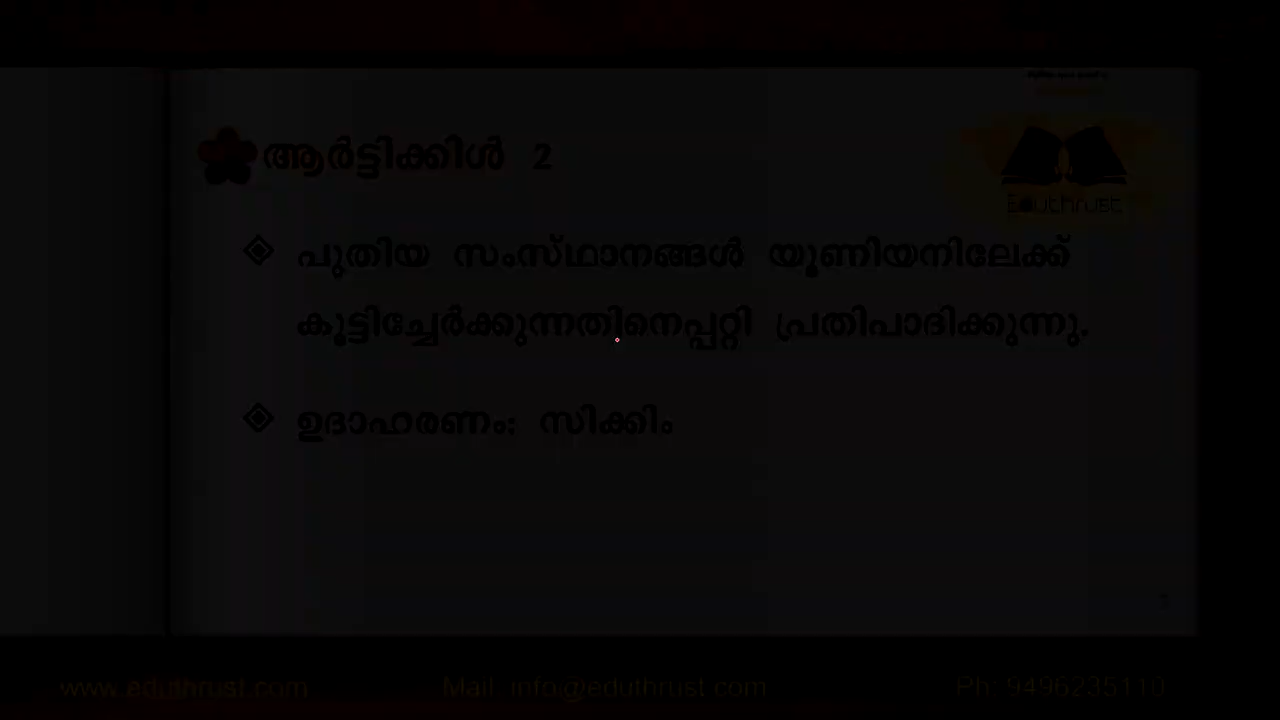 ആർട്ടിക്കിൾ 2
Eduthrust
പുതിയ സംസ്ഥാനങ്ങൾ യൂണിയനിലേക്ക്
കൂട്ടിച്ചേർക്കുന്നതിനെപ്പറ്റി പ്രതിപാദിക്കുന്നു.
ഉദാഹരണം: സിക്കിം
www.eduthrust.com Mail: info@eduthrust.com Ph: 9496235110